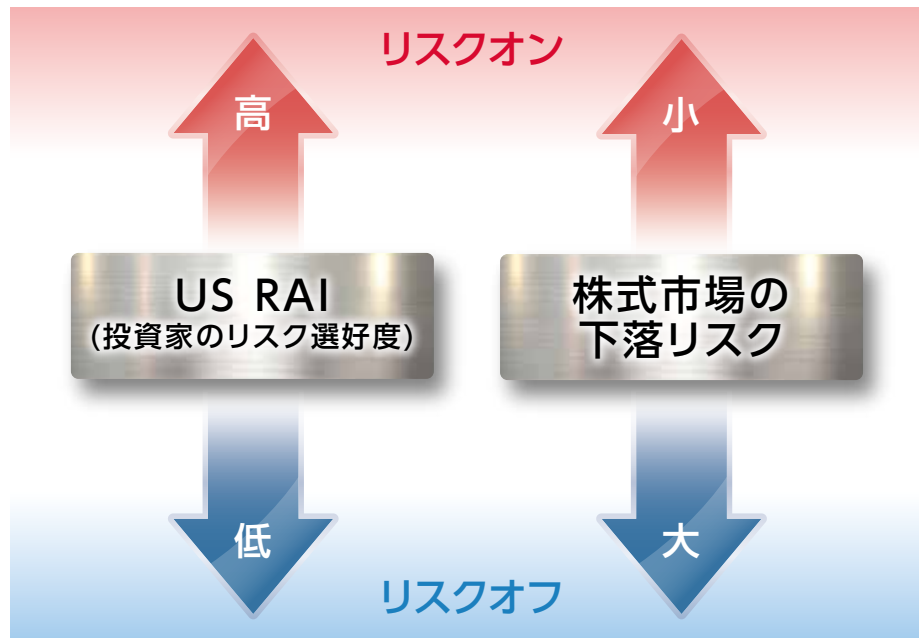 リスクオン
高
小
US RAI
(投資家のリスク選好度)
株式市場の
下落リスク
低
大
リスクオフ